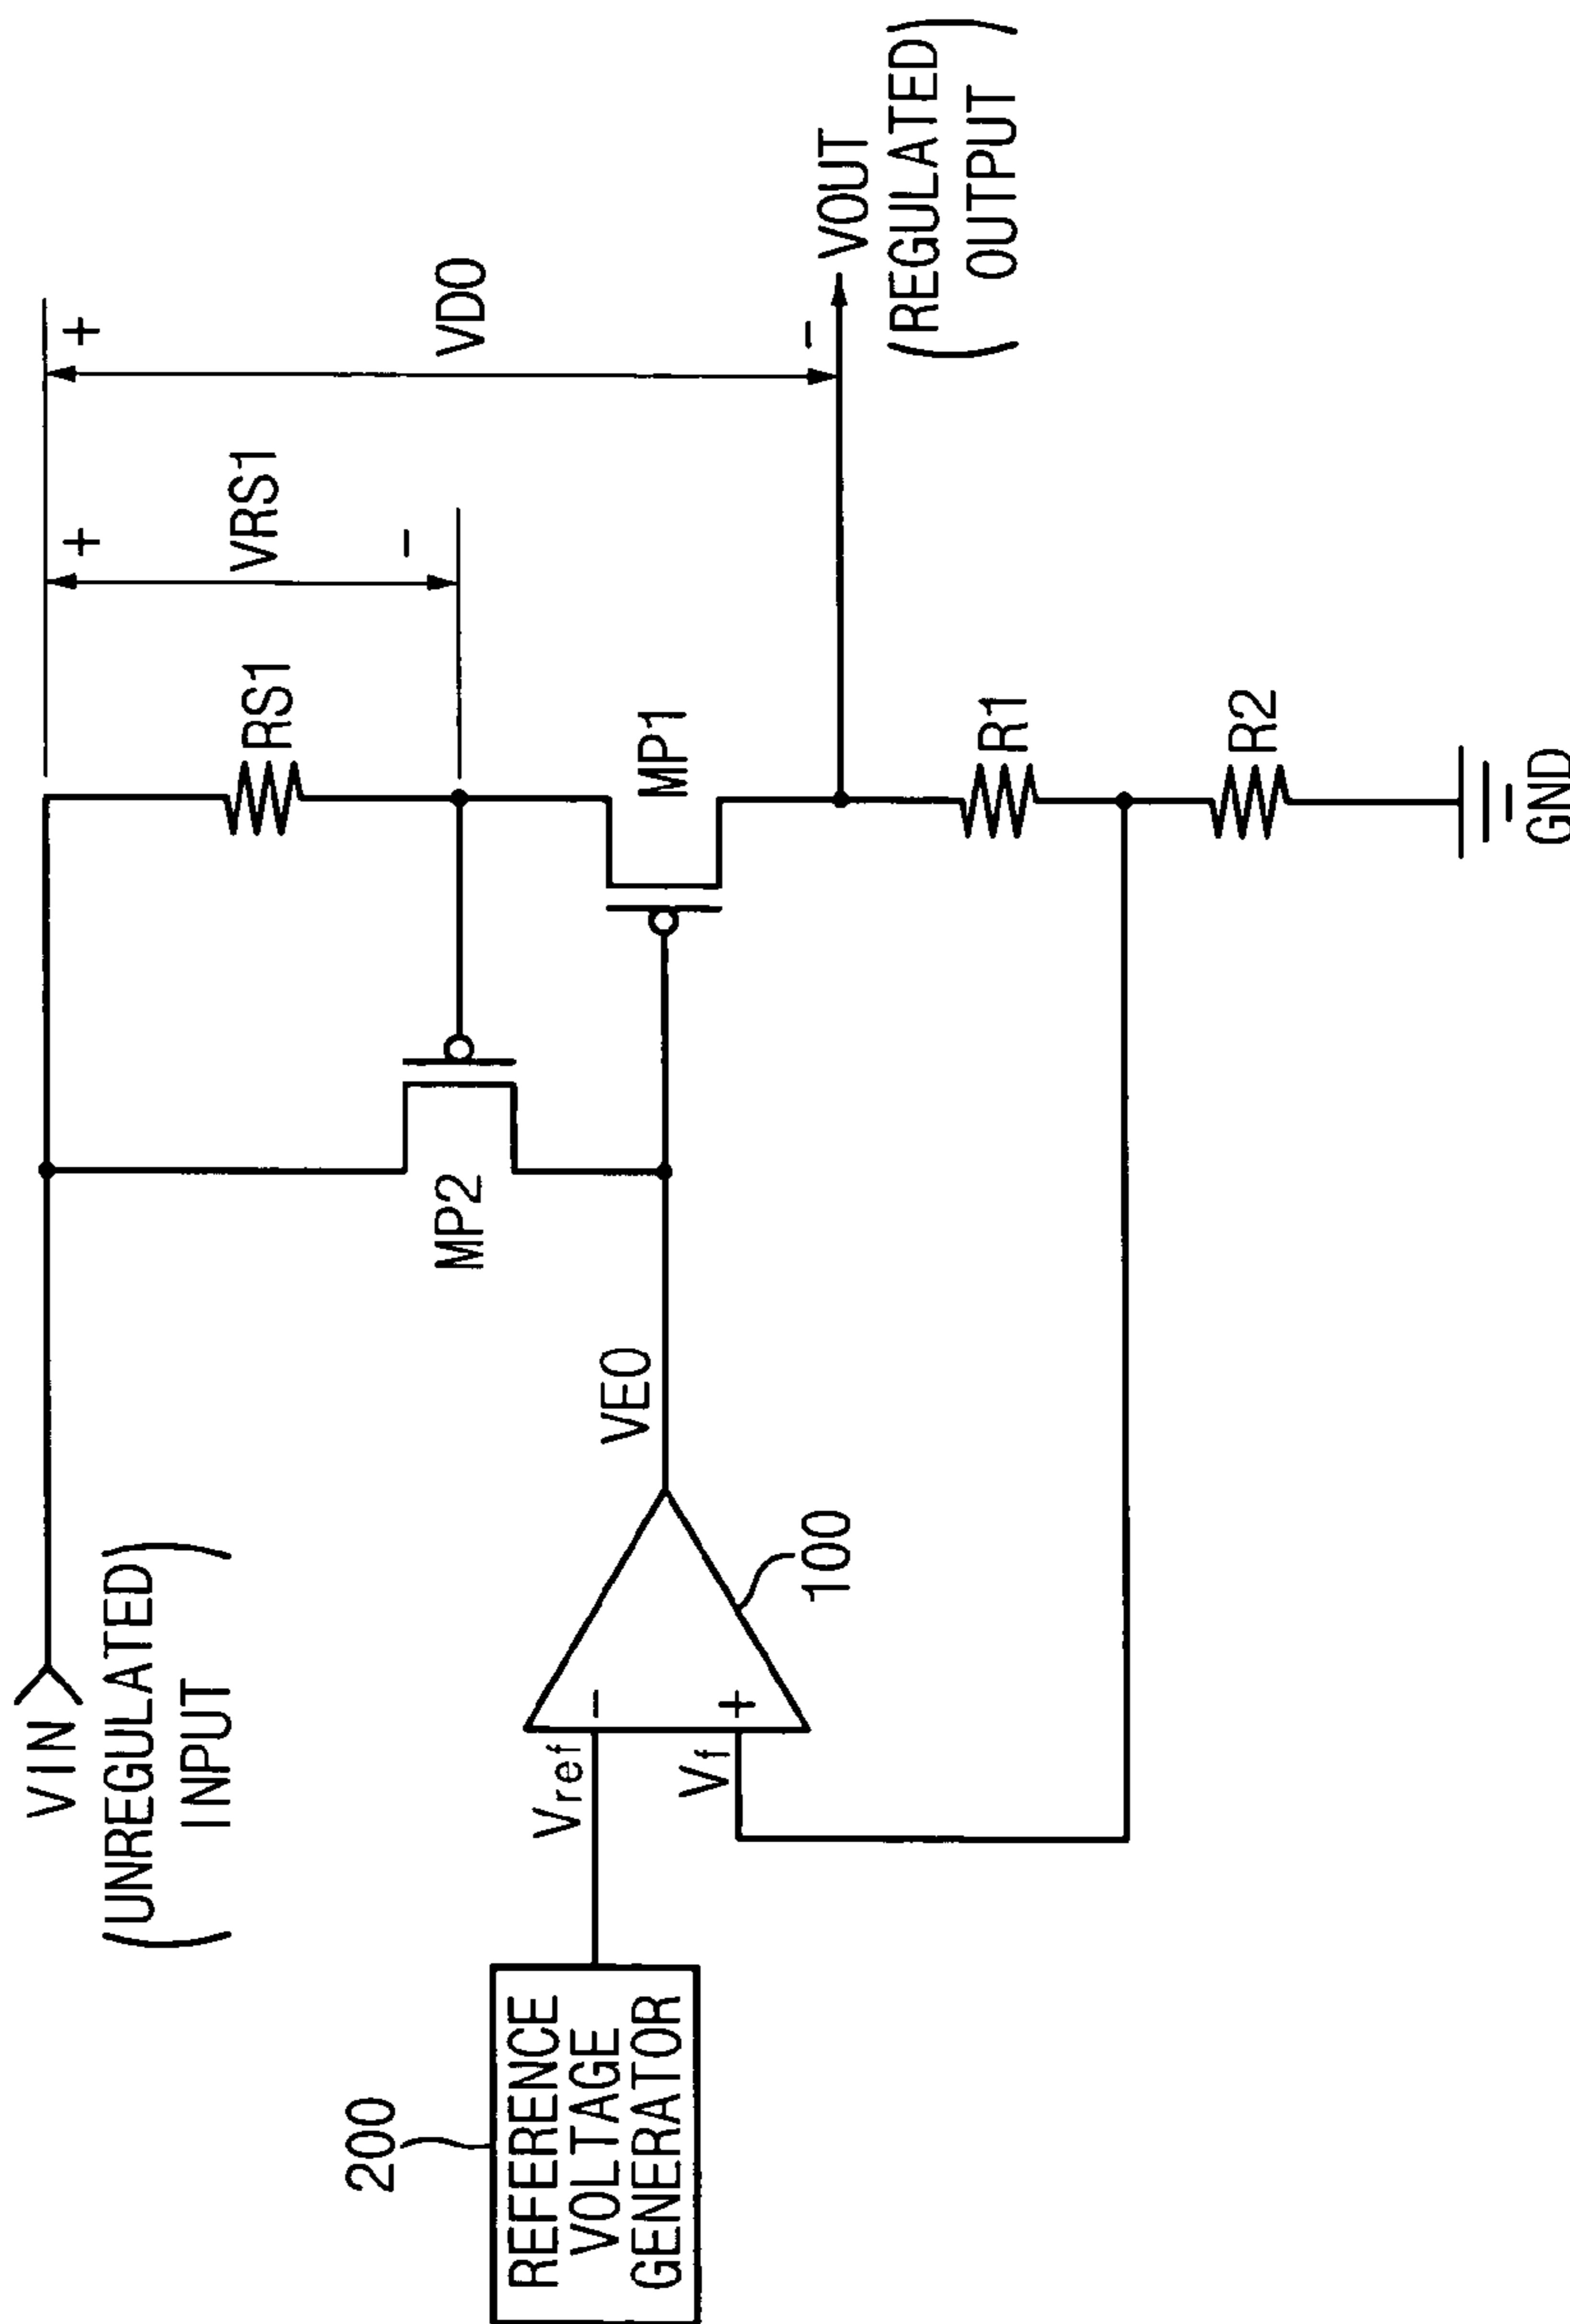 VIN
(UNREGULATED
INPUT)
RS1
+
VRS1
-
+
VDO
-
MP2
MP1
VEO
VOUT
(REGULATED
OUTPUT)
200
REFERENCE
VOLTAGE
GENERATOR
Vref
-
Vf
+
100
R1
R2
GND